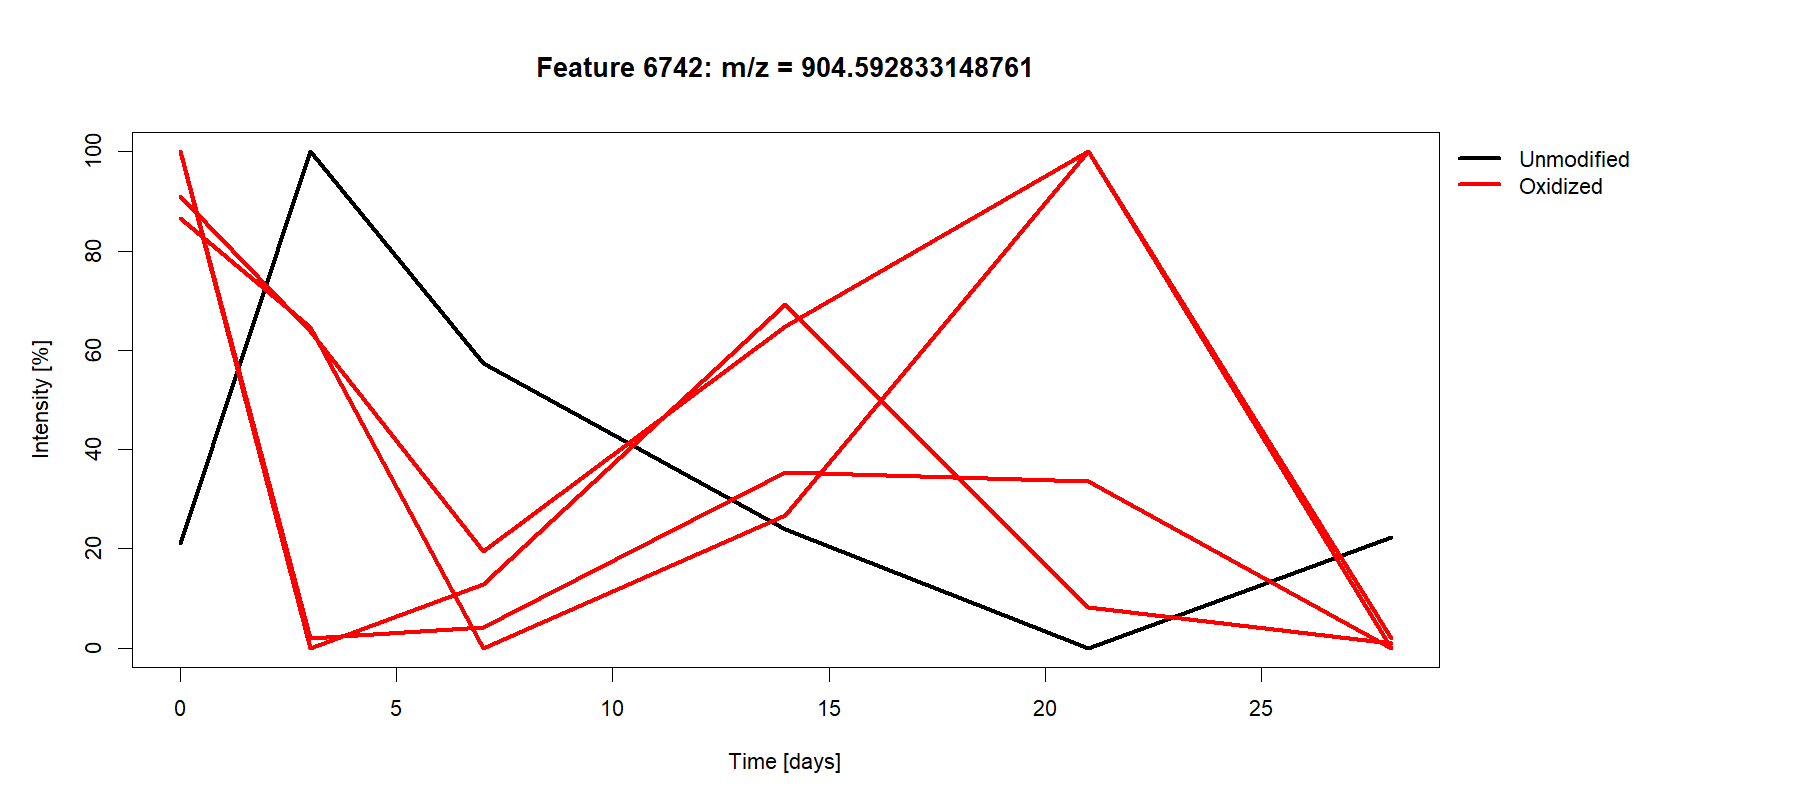 Feature 6742: m/z = 904.592833148761
Unmodified
Oxidized
Intensity [%]
100
80
60
40
20
0
0 5 10 15 20 25
Time [days]